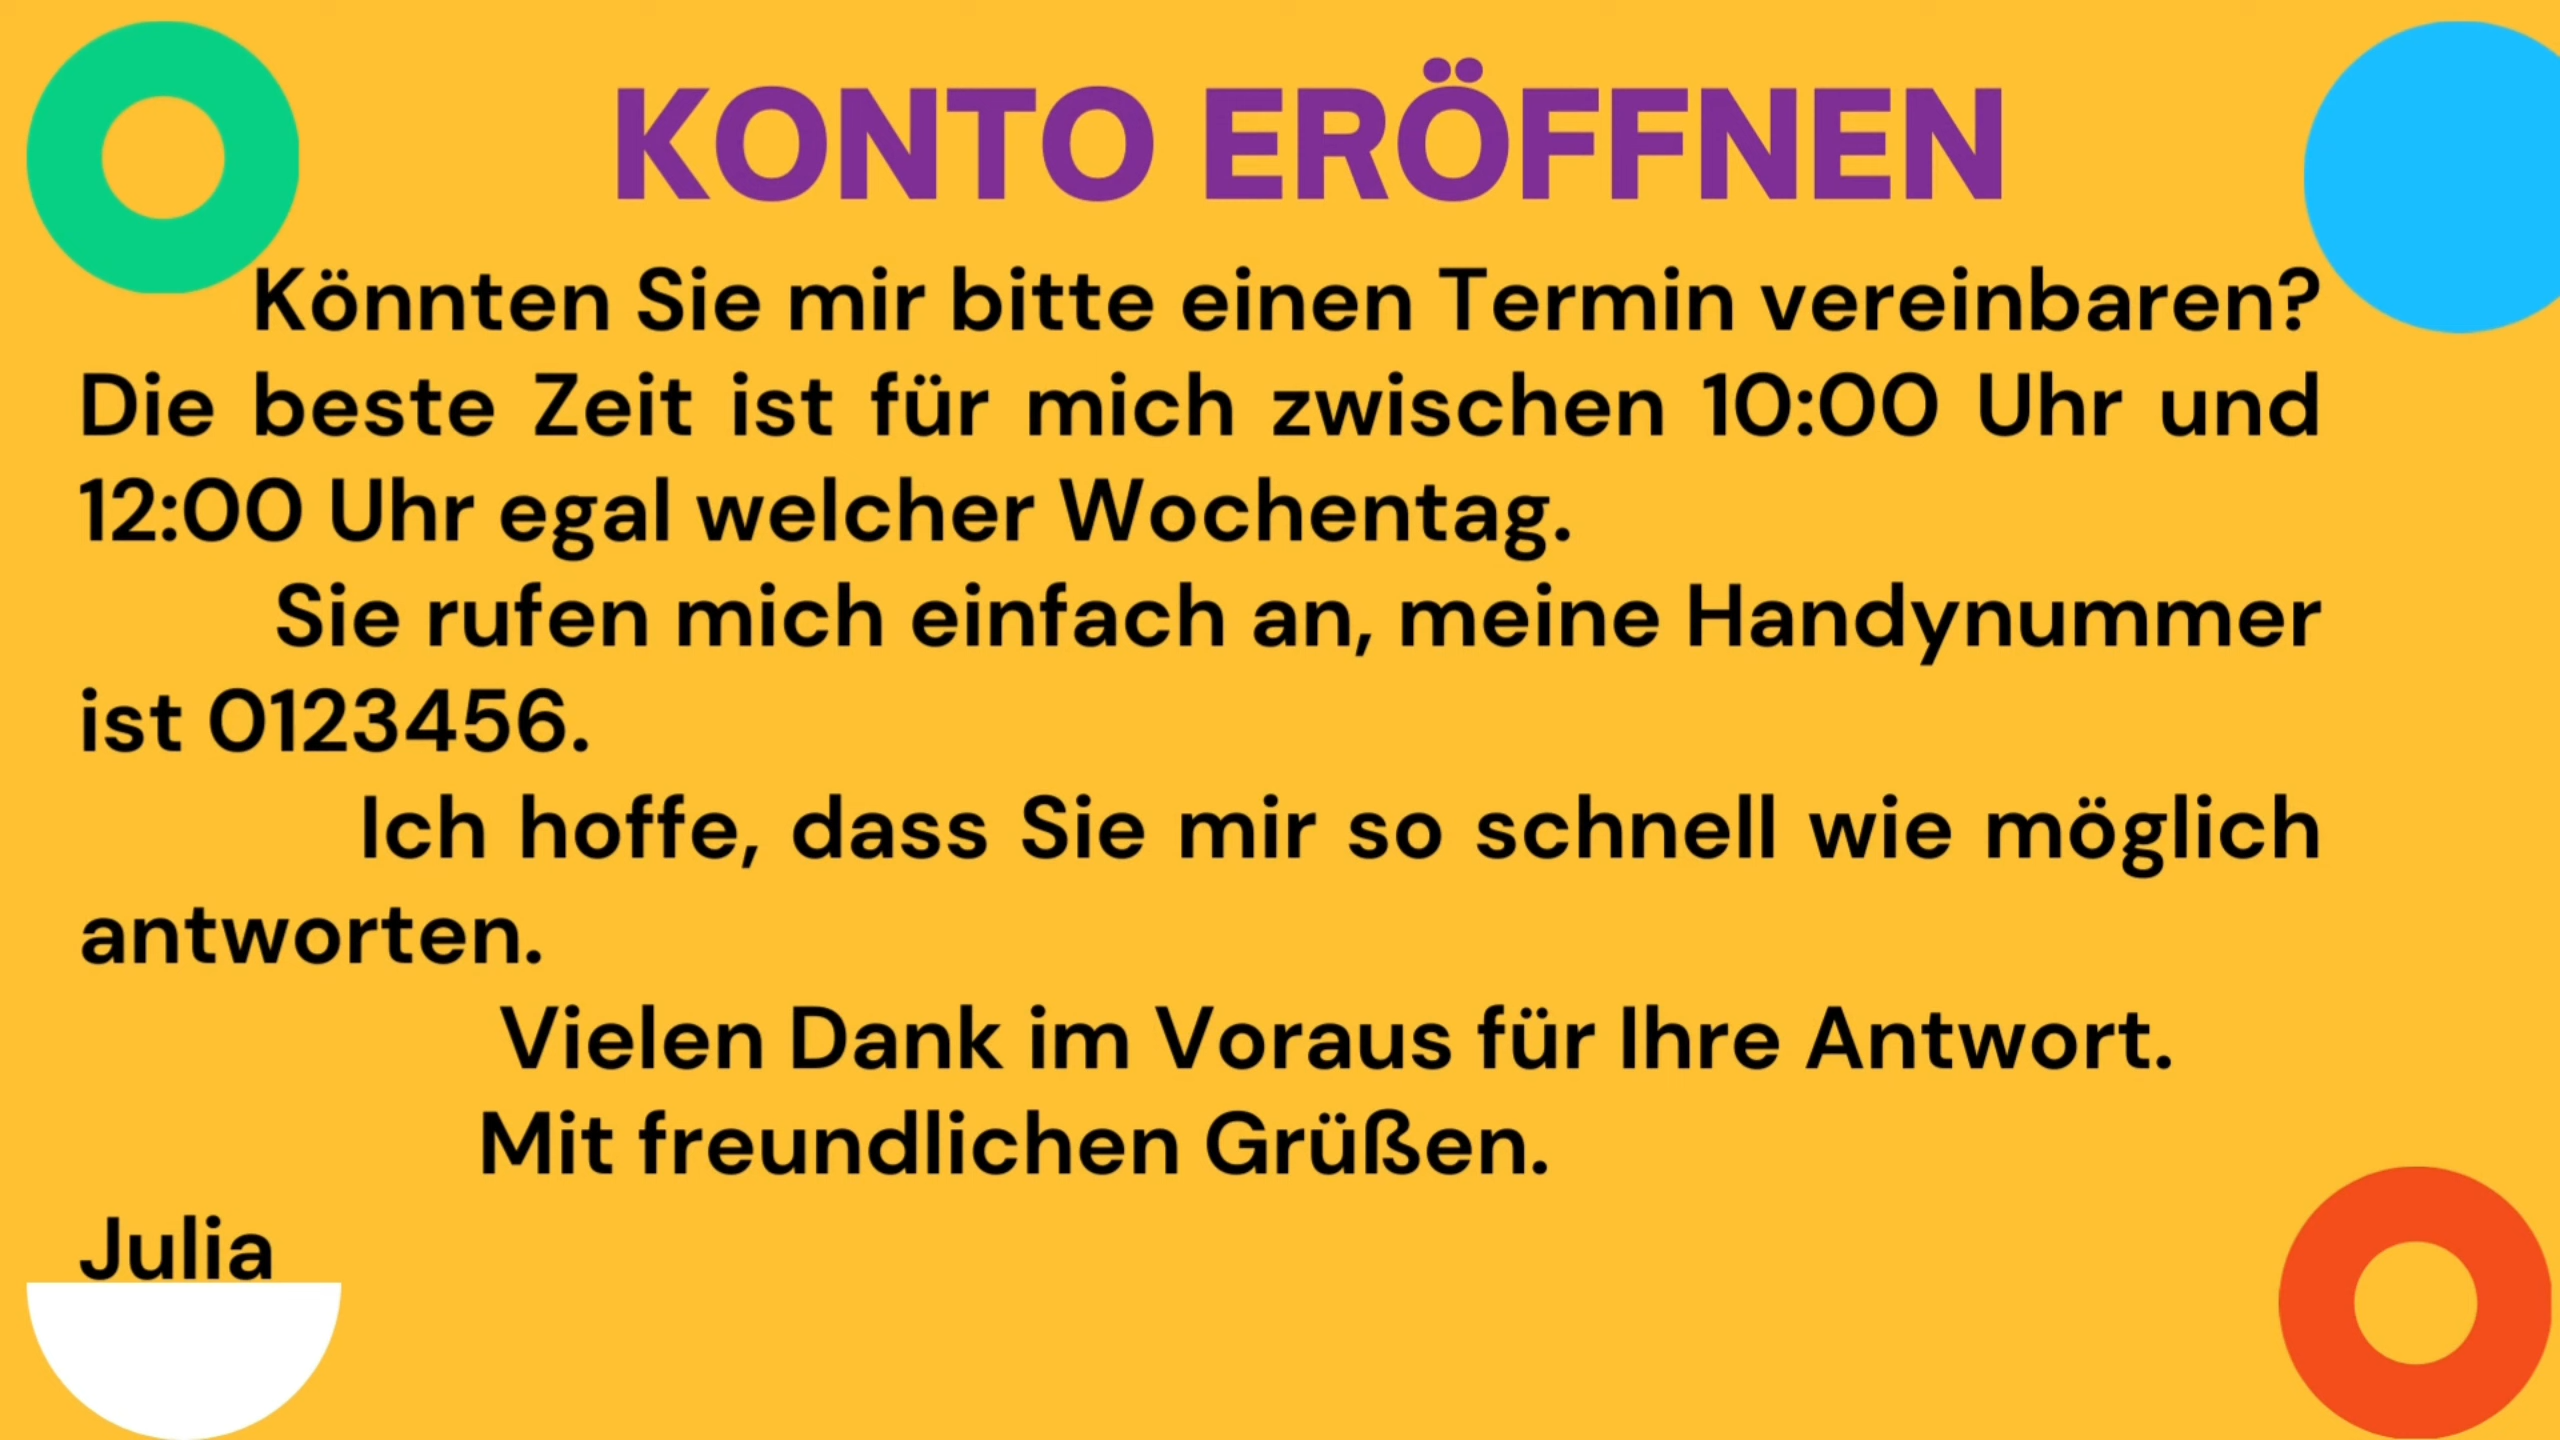 KONTO ERÖFFNEN
Könnten Sie mir bitte einen Termin vereinbaren?
Die beste Zeit ist für mich zwischen 10:00 Uhr und
12:00 Uhr egal welcher Wochentag.
Sie rufen mich einfach an, meine Handynummer
ist 0123456.
Ich hoffe, dass Sie mir so schnell wie möglich
antworten.
Vielen Dank im Voraus für Ihre Antwort.
Mit freundlichen Grüßen.
Julia